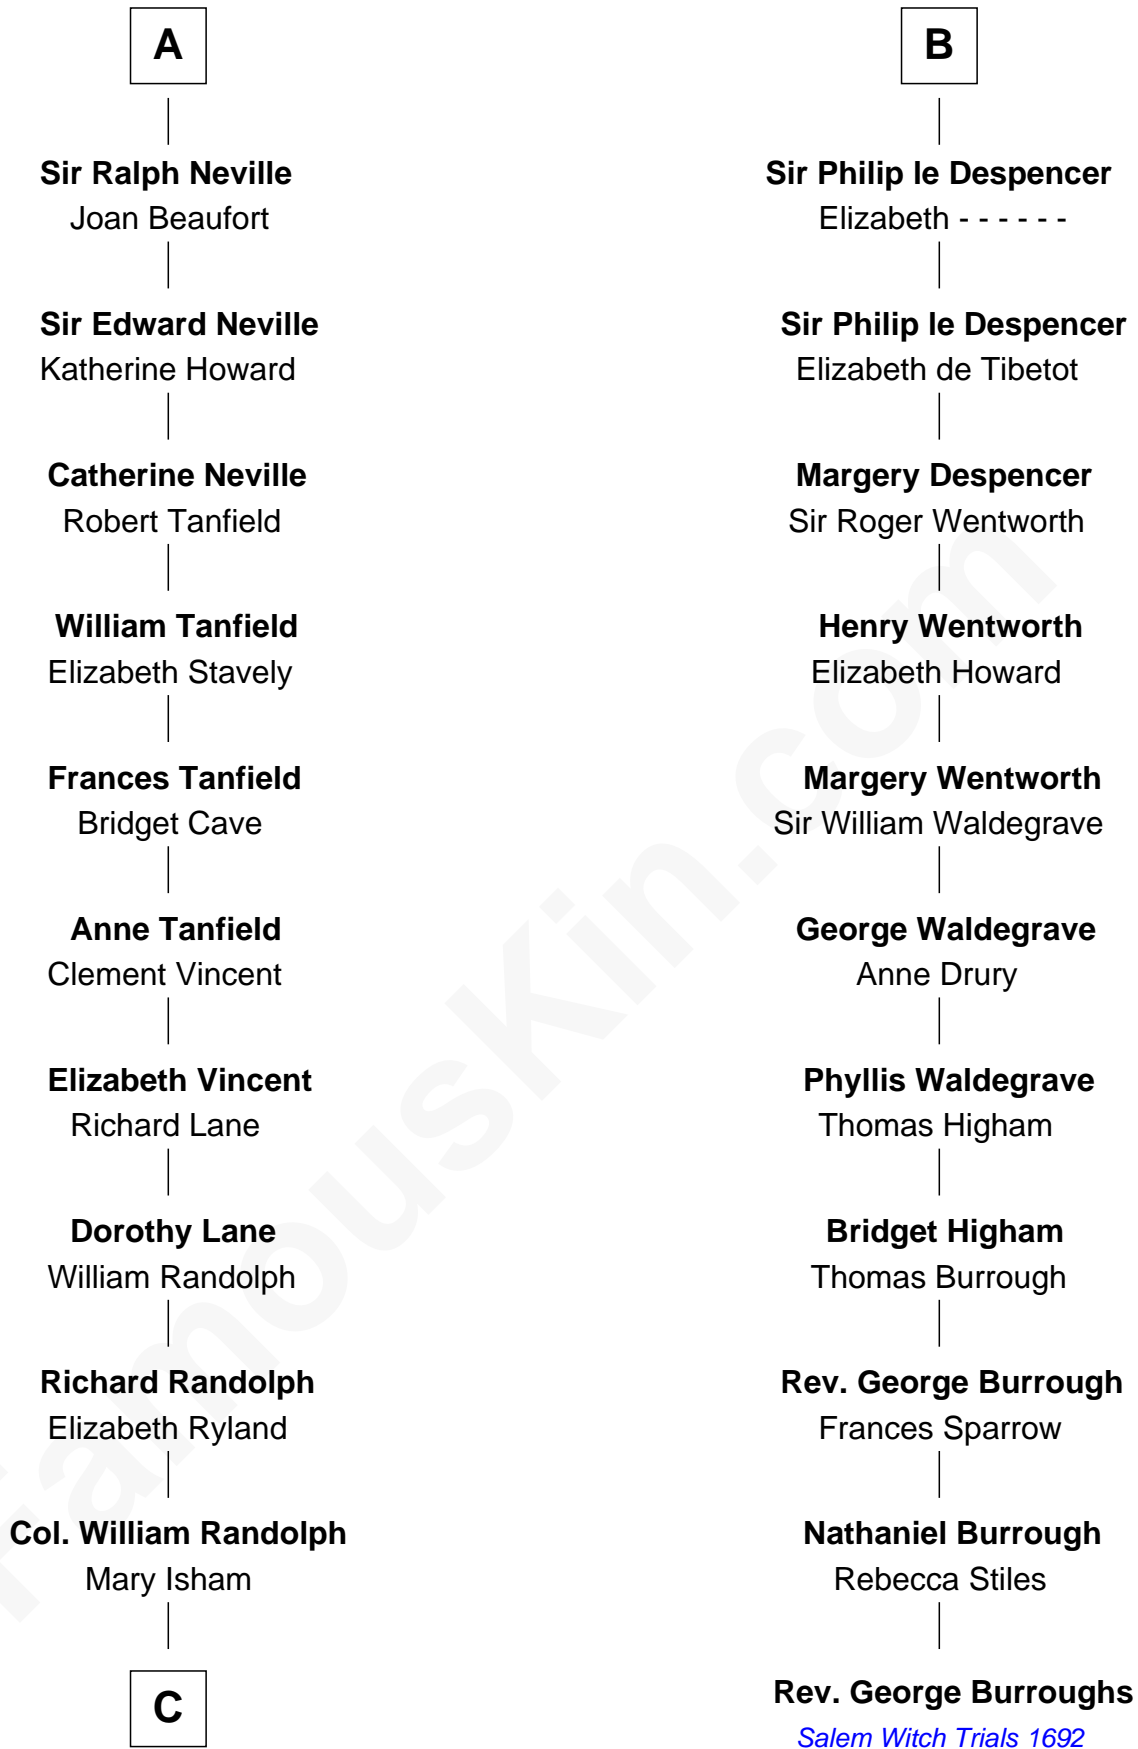 A
Sir Ralph Neville
Joan Beaufort
Sir Edward Neville
Katherine Howard
Catherine Neville
Robert Tanfield
William Tanfield
Elizabeth Stavely
Frances Tanfield
Bridget Cave
Anne Tanfield
Clement Vincent
Elizabeth Vincent
Richard Lane
Dorothy Lane
William Randolph
Richard Randolph
Elizabeth Ryland
Col. William Randolph
Mary Isham
C
B
Sir Philip le Despencer
Elizabeth - - - - - -
Sir Philip le Despencer
Elizabeth de Tibetot
Margery Despencer
Sir Roger Wentworth
Henry Wentworth
Elizabeth Howard
Margery Wentworth
Sir William Waldegrave
George Waldegrave
Anne Drury
Phyllis Waldegrave
Thomas Higham
Bridget Higham
Thomas Burrough
Rev. George Burrough
Frances Sparrow
Nathaniel Burrough
Rebecca Stiles
Rev. George Burroughs
Salem Witch Trials 1692
FamousKin.com